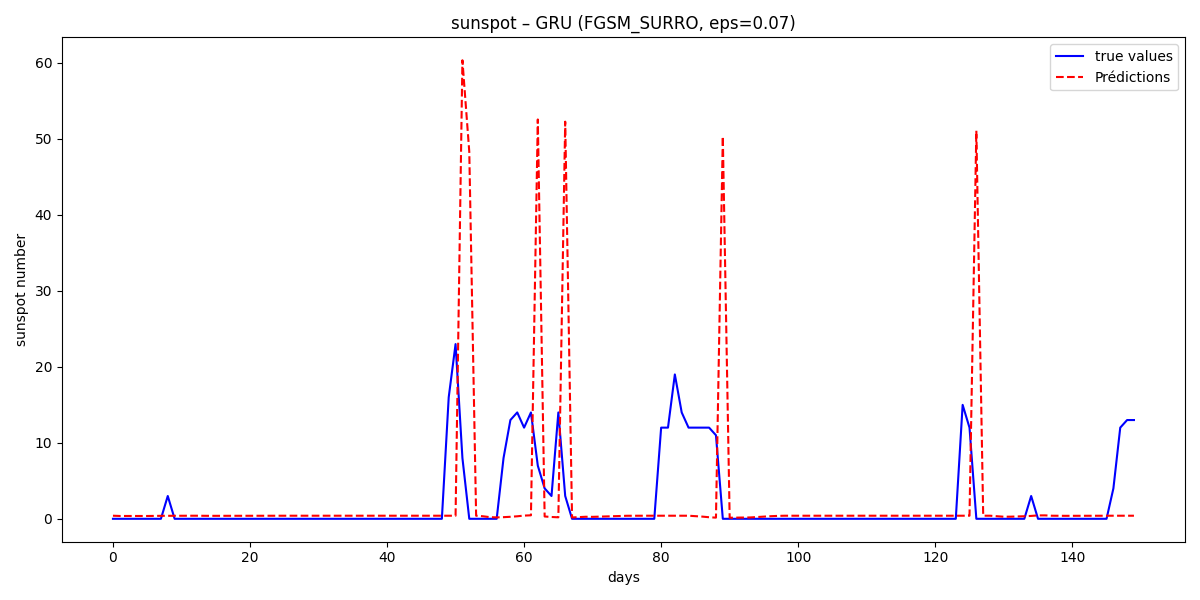 sunspot – GRU (FGSM_SURRO, eps=0.07)
true values
Prédictions
sunspot number
60
50
40
30
20
10
0
0 20 40 60 80 100 120 140
days